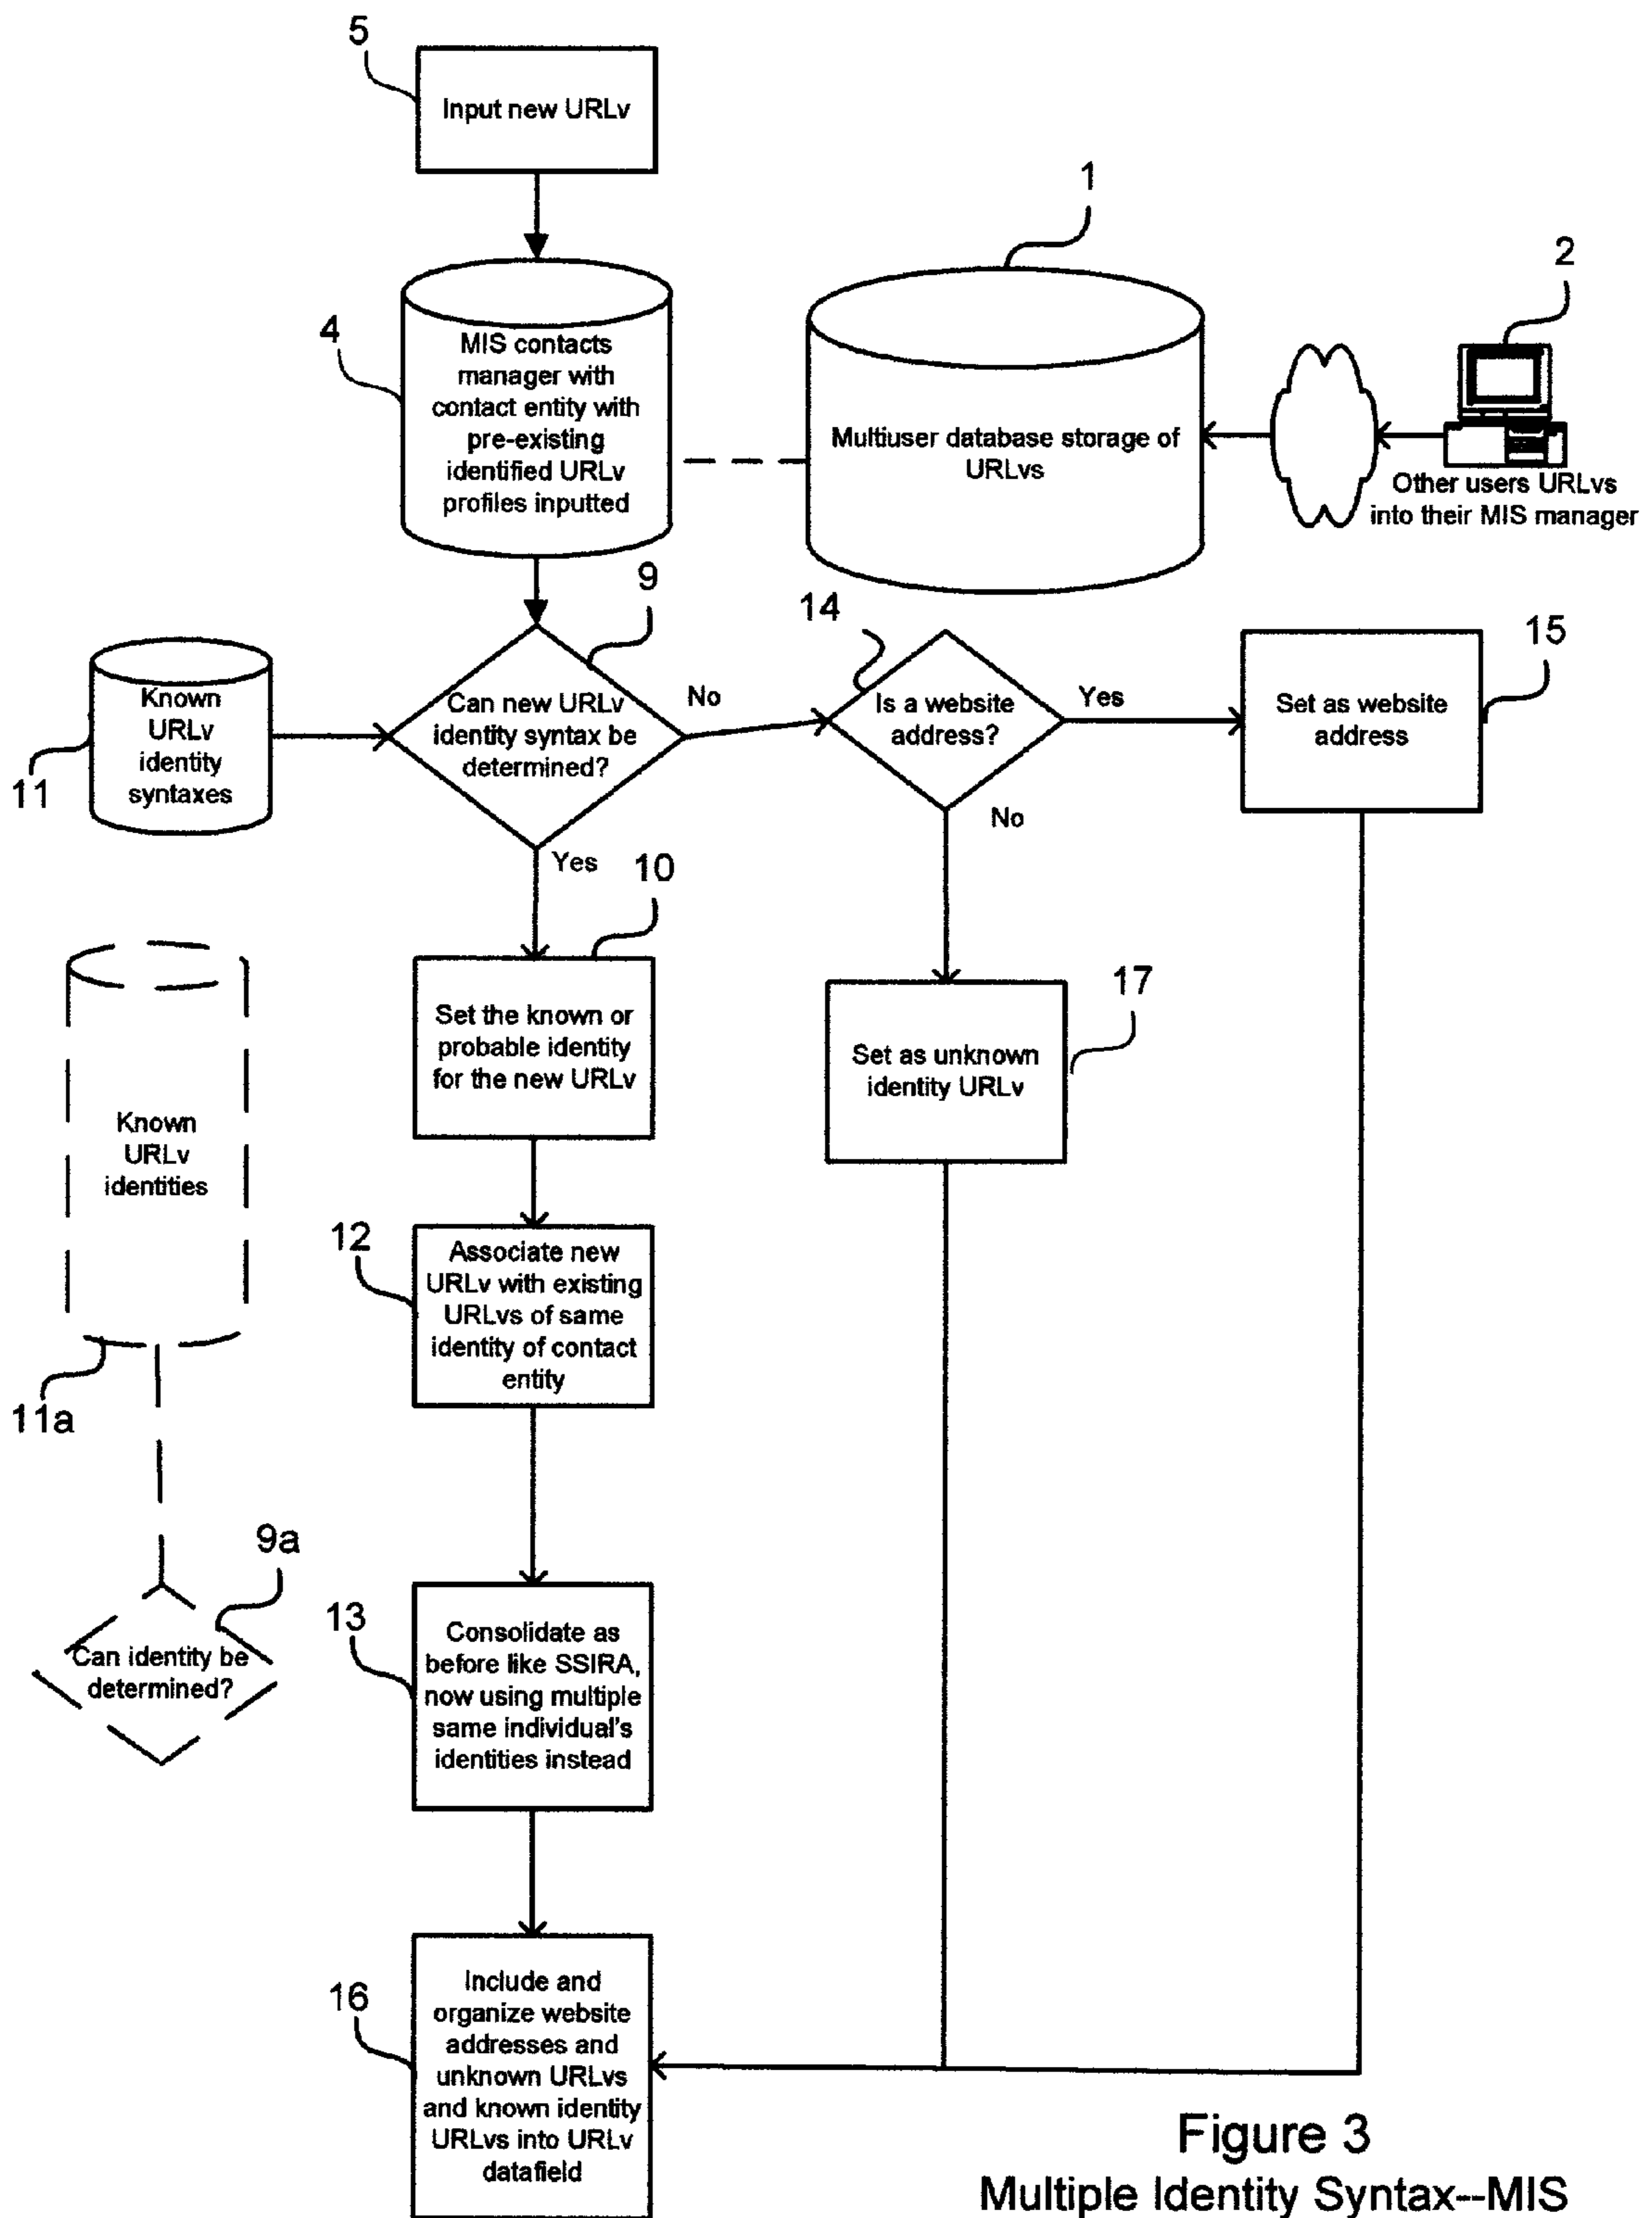 5
Input new URLv
1
2
4
MIS contacts
manager with
contact entity with
pre-existing
identified URLv
profiles inputted
Multiuser database storage of
URLvs
Other users URLvs
into their MIS manager
9
14
15
11
Known
URLv
identity
syntaxes
Can new URLv
identity syntax be
determined?
No
Is a website
address?
Yes
Set as website
address
No
Yes
10
17
Set the known or
probable identity
for the new URLv
Set as unknown
identity URLv
Known
URLv
identities
11a
12
Associate new
URLv with existing
URLvs of same
identity of contact
entity
9a
Can identity be
determined?
13
Consolidate as
before like SSIRA,
now using multiple
same individual's
identities instead
16
Include and
organize website
addresses and
unknown URLvs
and known identity
URLvs into URLv
datafield
Figure 3
Multiple Identity Syntax--MIS